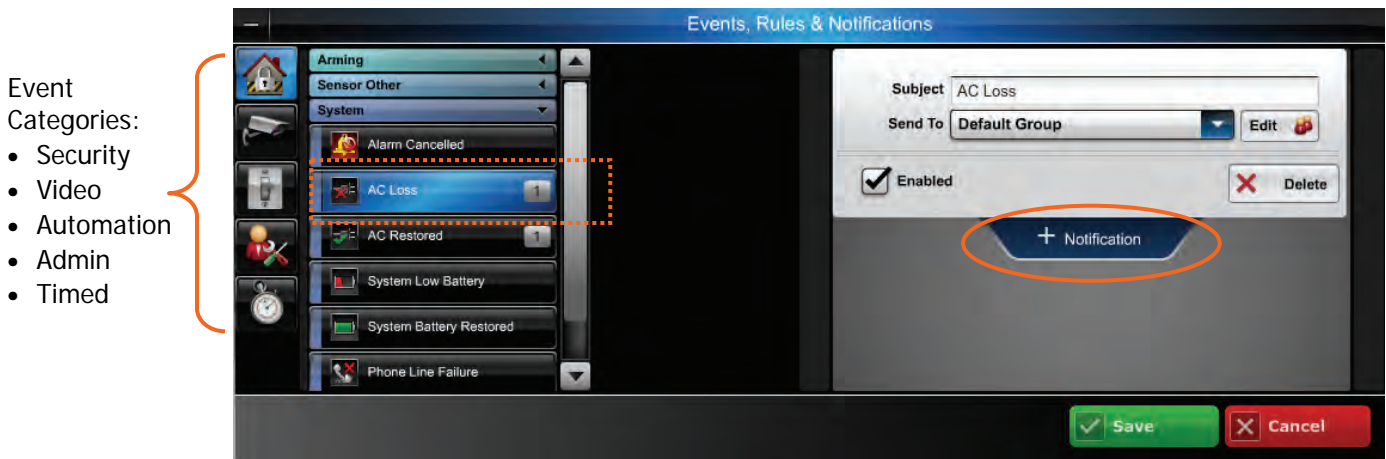 Event
Categories:
• Security
• Video
• Automation
• Admin
• Timed
Events, Rules & Notifications
Arming
Sensor Other
System
Alarm Cancelled
AC Loss 1
AC Restored 1
System Low Battery
System Battery Restored
Phone Line Failure
Subject AC Loss
Send To Default Group Edit
Enabled Delete
+ Notification
Save Cancel